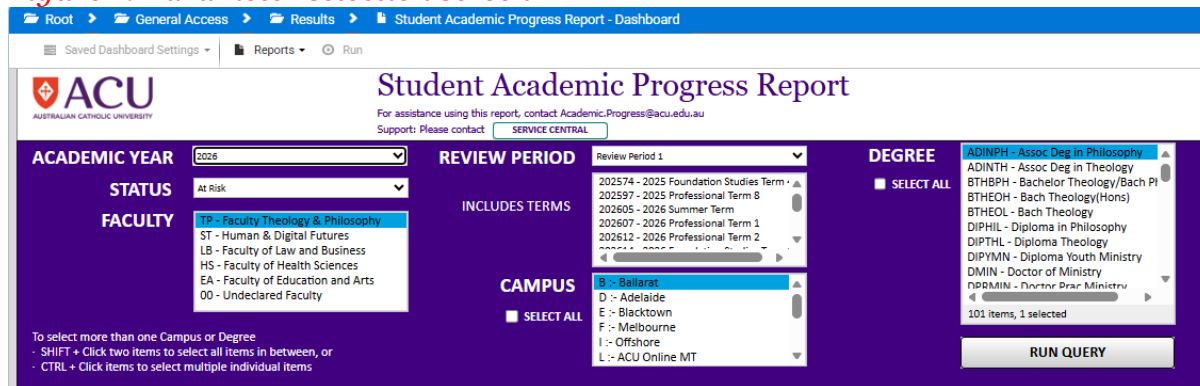 Root > General Access > Results > Student Academic Progress Report - Dashboard
Saved Dashboard Settings Reports Run
ACU
AUSTRALIAN CATHOLIC UNIVERSITY
Student Academic Progress Report
For assistance using this report, contact Academic.Progress@acu.edu.au
Support: Please contact SERVICE CENTRAL
ACADEMIC YEAR
2026
STATUS
At Risk
FACULTY
TP - Faculty Theology & Philosophy
ST - Human & Digital Futures
LB - Faculty of Law and Business
HS - Faculty of Health Sciences
EA - Faculty of Education and Arts
00 - Undeclared Faculty
To select more than one Campus or Degree
- SHIFT + Click two items to select all items in between, or
- CTRL + Click items to select multiple individual items
REVIEW PERIOD
Review Period 1
INCLUDES TERMS
202574 - 2025 Foundation Studies Term
202597 - 2025 Professional Term 8
202605 - 2026 Summer Term
202607 - 2026 Professional Term 1
202612 - 2026 Professional Term 2
CAMPUS
SELECT ALL
B :- Ballarat
D :- Adelaide
E :- Blacktown
F :- Melbourne
I :- Offshore
L :- ACU Online MT
DEGREE
SELECT ALL
ADINPH - Assoc Deg in Philosophy
ADINTH - Assoc Deg in Theology
BTHBPH - Bachelor Theology/Bach Ph
BTHEOH - Bach Theology(Hons)
BTHEOL - Bach Theology
DIPHIL - Diploma in Philosophy
DIPTHL - Diploma Theology
DIPYMN - Diploma Youth Ministry
DMIN - Doctor of Ministry
DPRMIN - Doctor Prac Ministry
101 items, 1 selected
RUN QUERY